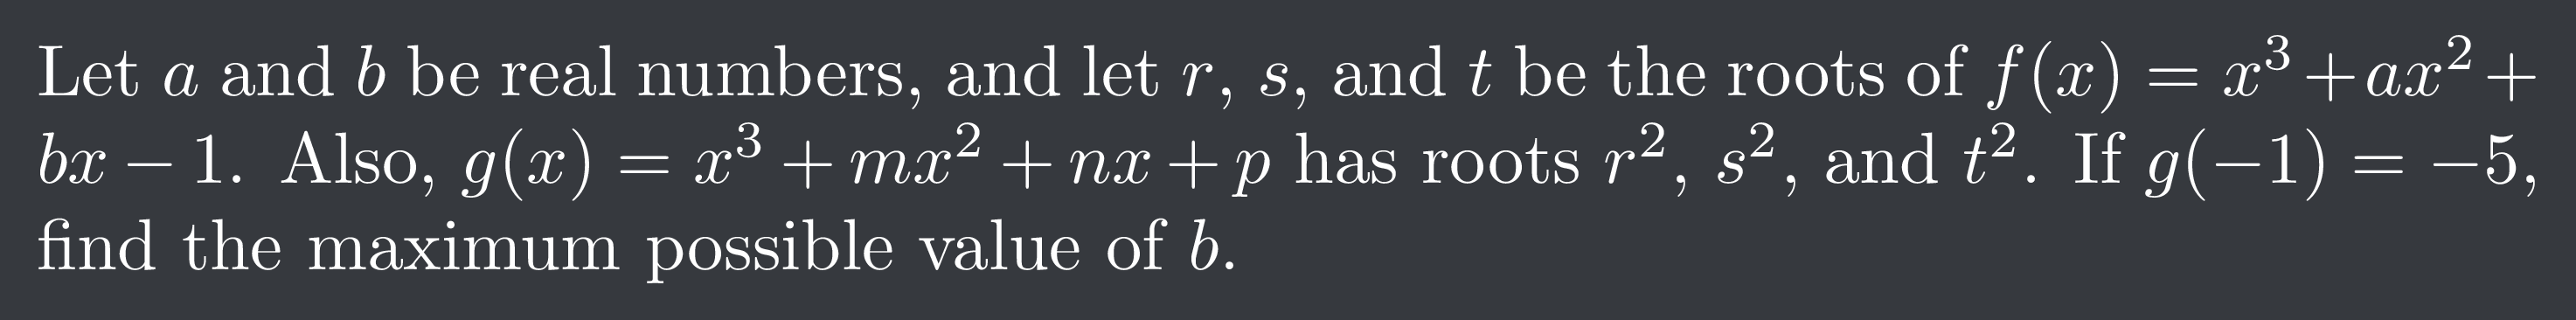 Let a and b be real numbers, and let r, s, and t be the roots of f(x) = x³ + ax² +
bx − 1. Also, g(x) = x³ + mx² + nx + p has roots r², s², and t². If g(−1) = −5,
find the maximum possible value of b.